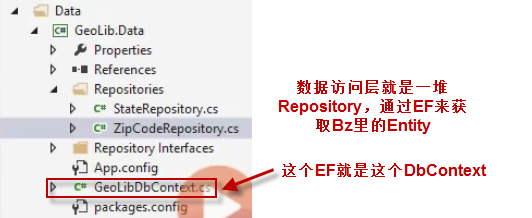 Data
GeoLib.Data
Properties
References
Repositories
StateRepository.cs
ZipCodeRepository.cs
Repository Interfaces
App.config
GeoLibDbContext.cs
packages.config
数据访问层就是一堆
Repository，通过EF来获
取Bz里的Entity
这个EF就是这个DbContext